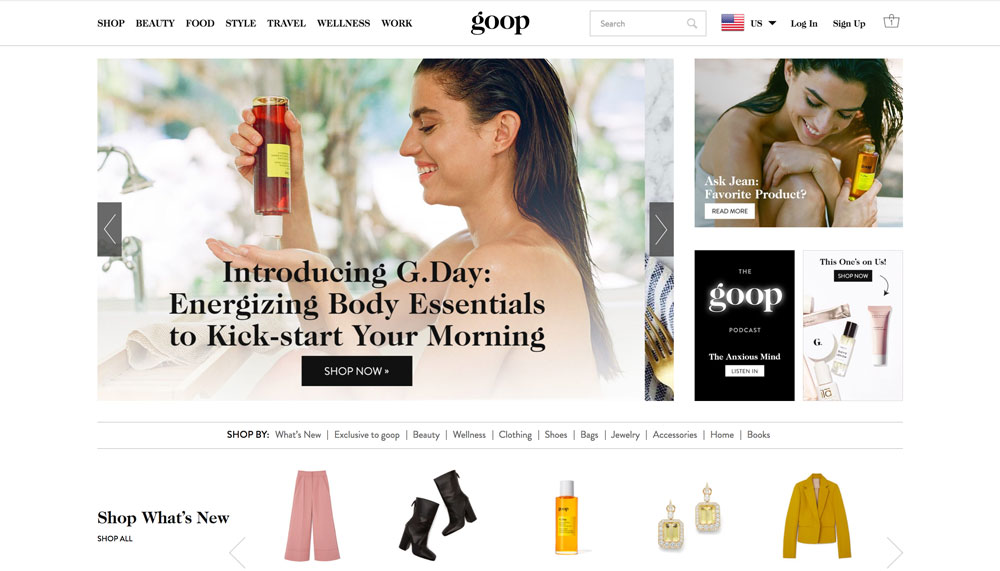 SHOP BEAUTY FOOD STYLE TRAVEL WELLNESS WORK
goop
Search
US
Log In
Sign Up
1
Introducing G.Day:
Energizing Body Essentials
to Kick-start Your Morning
SHOP NOW »
Ask Jean:
Favorite Product?
READ MORE
THE
goop
PODCAST
The Anxious Mind
LISTEN IN
This One's on Us!
SHOP NOW
G.
SHOP BY: What's New | Exclusive to goop | Beauty | Wellness | Clothing | Shoes | Bags | Jewelry | Accessories | Home | Books
Shop What's New
SHOP ALL
goop